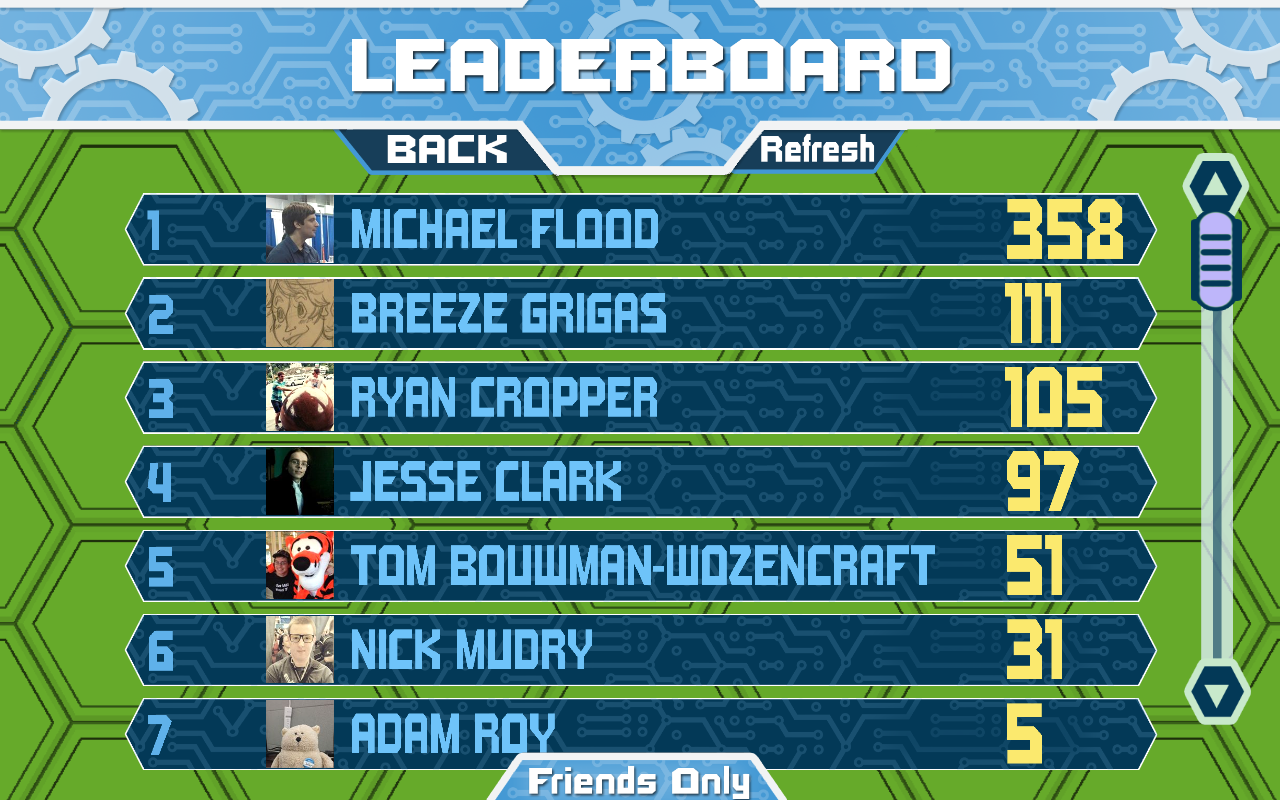 LEADERBOARD
BACK
Refresh
1 MICHAEL FLOOD 358
2 BREEZE GRIGAS 111
3 RYAN CROPPER 105
4 JESSE CLARK 97
5 TOM BOUWMAN-WOZENCRAFT 51
6 NICK MUDRY 31
7 ADAM ROY 5
Friends Only